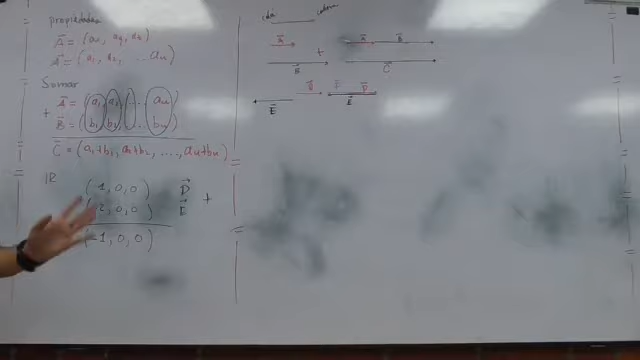 propiedades
A⃗ = (a₁, a₂, a₃)
A⃗ = (a₁, a₂, ... aₙ)
Sumar
+ A⃗ = (a₁, a₂, ... aₙ)
B⃗ = (b₁, b₂, ... bₙ)
C⃗ = (a₁+b₁, a₂+b₂, ..., aₙ+bₙ)
IR
(1, 0, 0) D⃗
2, 0, 0) E⃗ +
(-1, 0, 0)
A⃗ A⃗ B⃗
+
B⃗ C⃗
D⃗ F⃗ D⃗
E⃗ E⃗